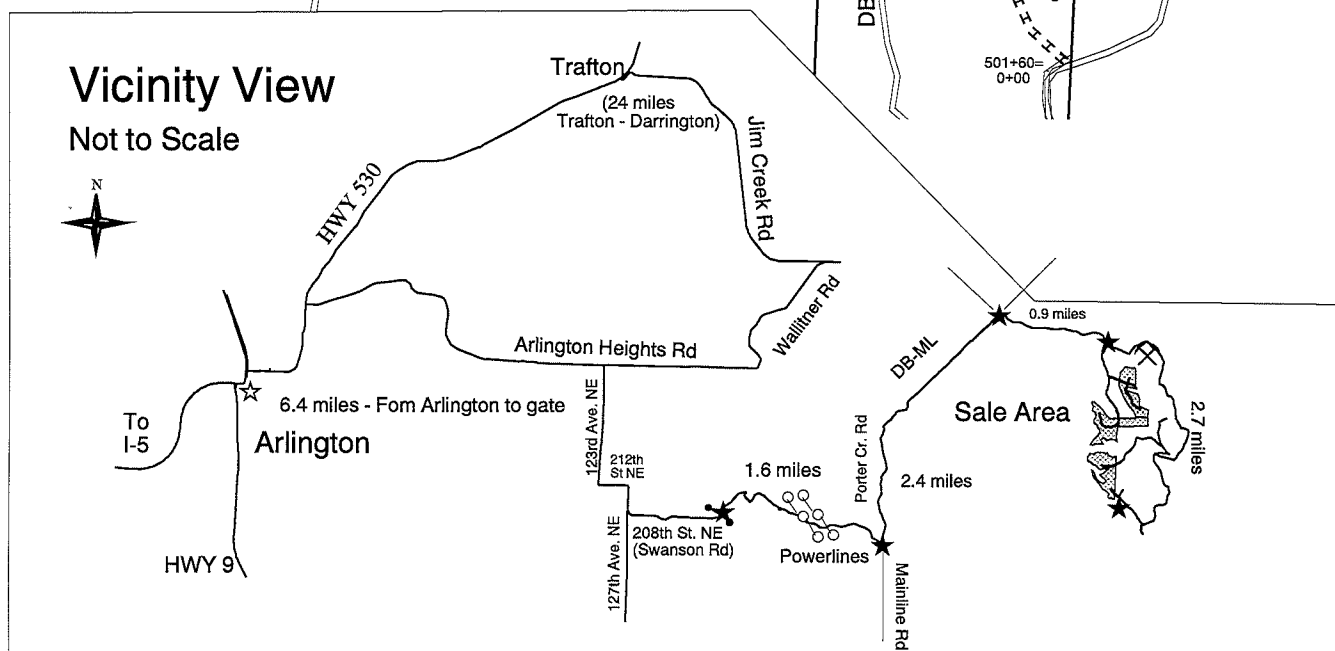 DB
501+60=
0+00
Vicinity View
Not to Scale
N
Trafton
(24 miles
Trafton - Darrington)
HWY 530
Jim Creek Rd
Wallitner Rd
Arlington Heights Rd
To
I-5
6.4 miles - Fom Arlington to gate
Arlington
HWY 9
123rd Ave. NE
212th
St NE
127th Ave. NE
208th St. NE
(Swanson Rd)
1.6 miles
Powerlines
Porter Cr. Rd
2.4 miles
Mainline Rd
DB-ML
0.9 miles
Sale Area
2.7 miles